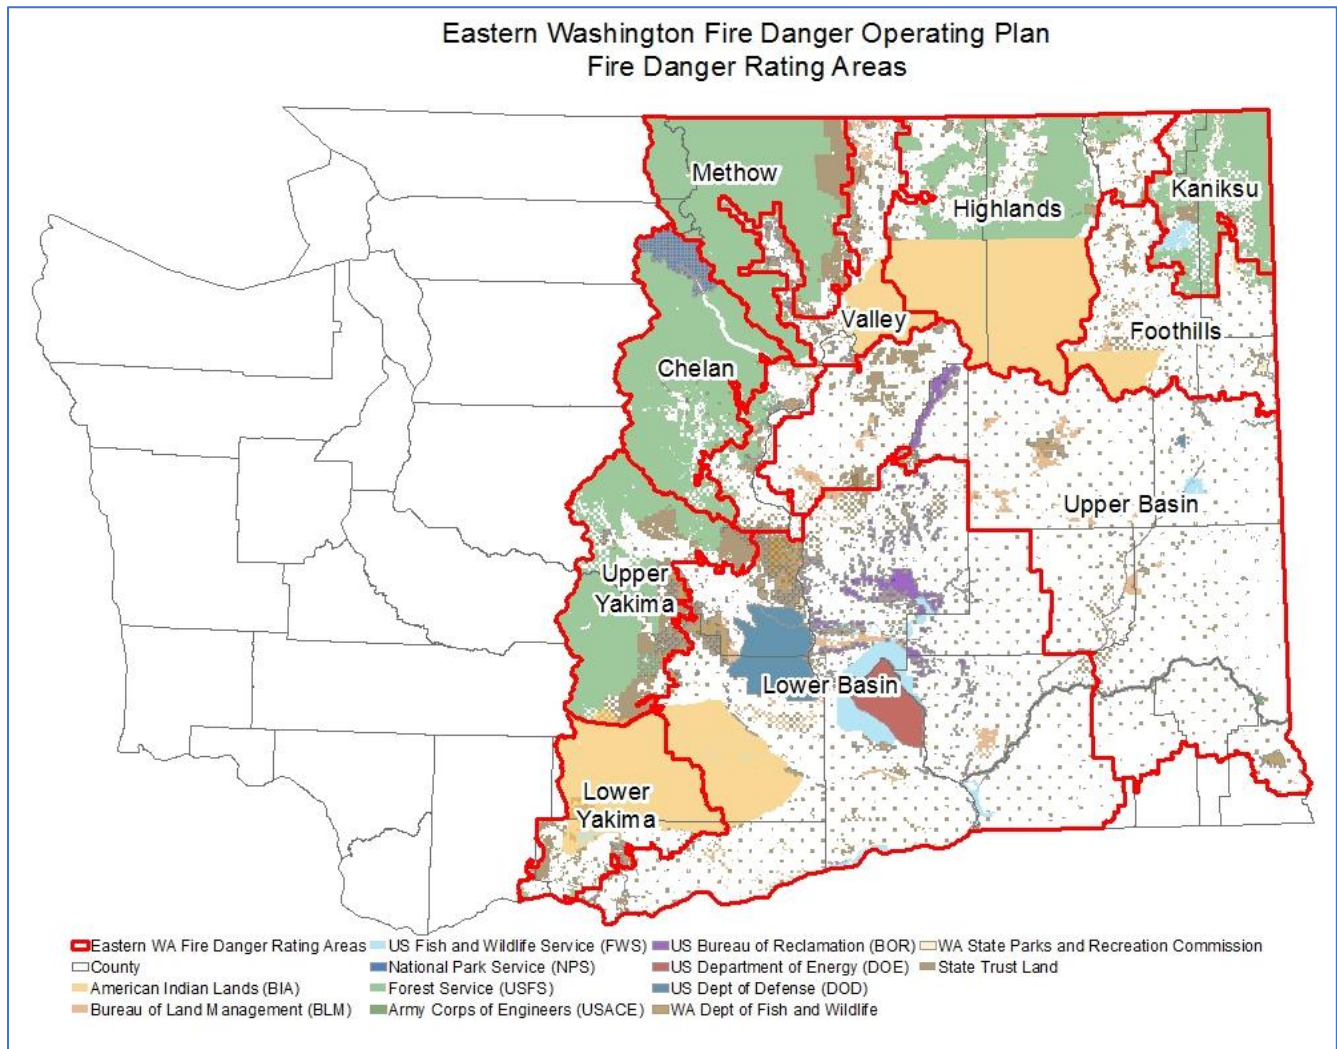 Eastern Washington Fire Danger Operating Plan
Fire Danger Rating Areas
Methow
Kaniksu
Highlands
Valley
Foothills
Chelan
Upper Basin
Upper
Yakima
Lower Basin
Lower
Yakima
Eastern WA Fire Danger Rating Areas
County
American Indian Lands (BIA)
Bureau of Land Management (BLM)
US Fish and Wildlife Service (FWS)
National Park Service (NPS)
Forest Service (USFS)
Army Corps of Engineers (USACE)
US Bureau of Reclamation (BOR)
US Department of Energy (DOE)
US Dept of Defense (DOD)
WA Dept of Fish and Wildlife
WA State Parks and Recreation Commission
State Trust Land